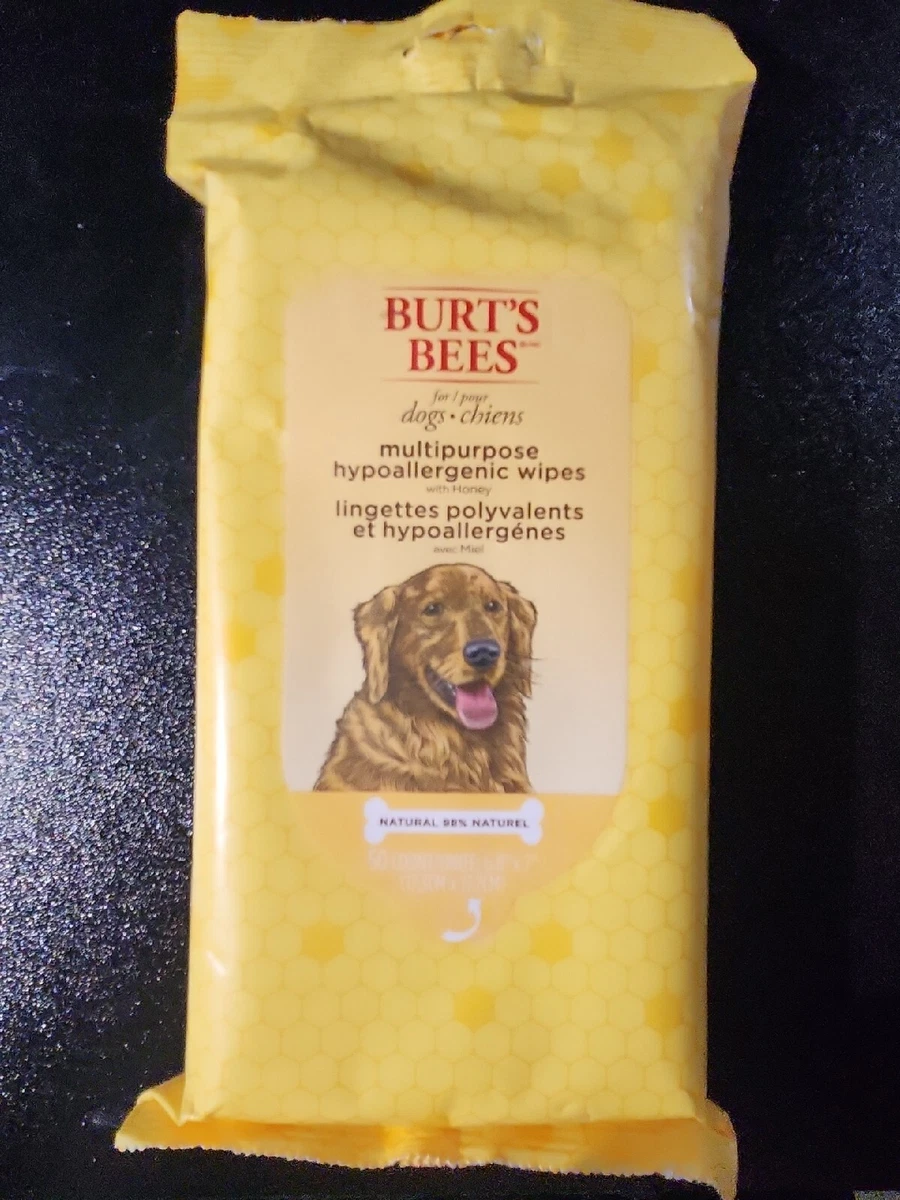 BURT'S
BEES
for / pour
dogs • chiens
multipurpose
hypoallergenic wipes
with Honey
lingettes polyvalents
et hypoallergénes
avec Miel
NATURAL 98% NATUREL